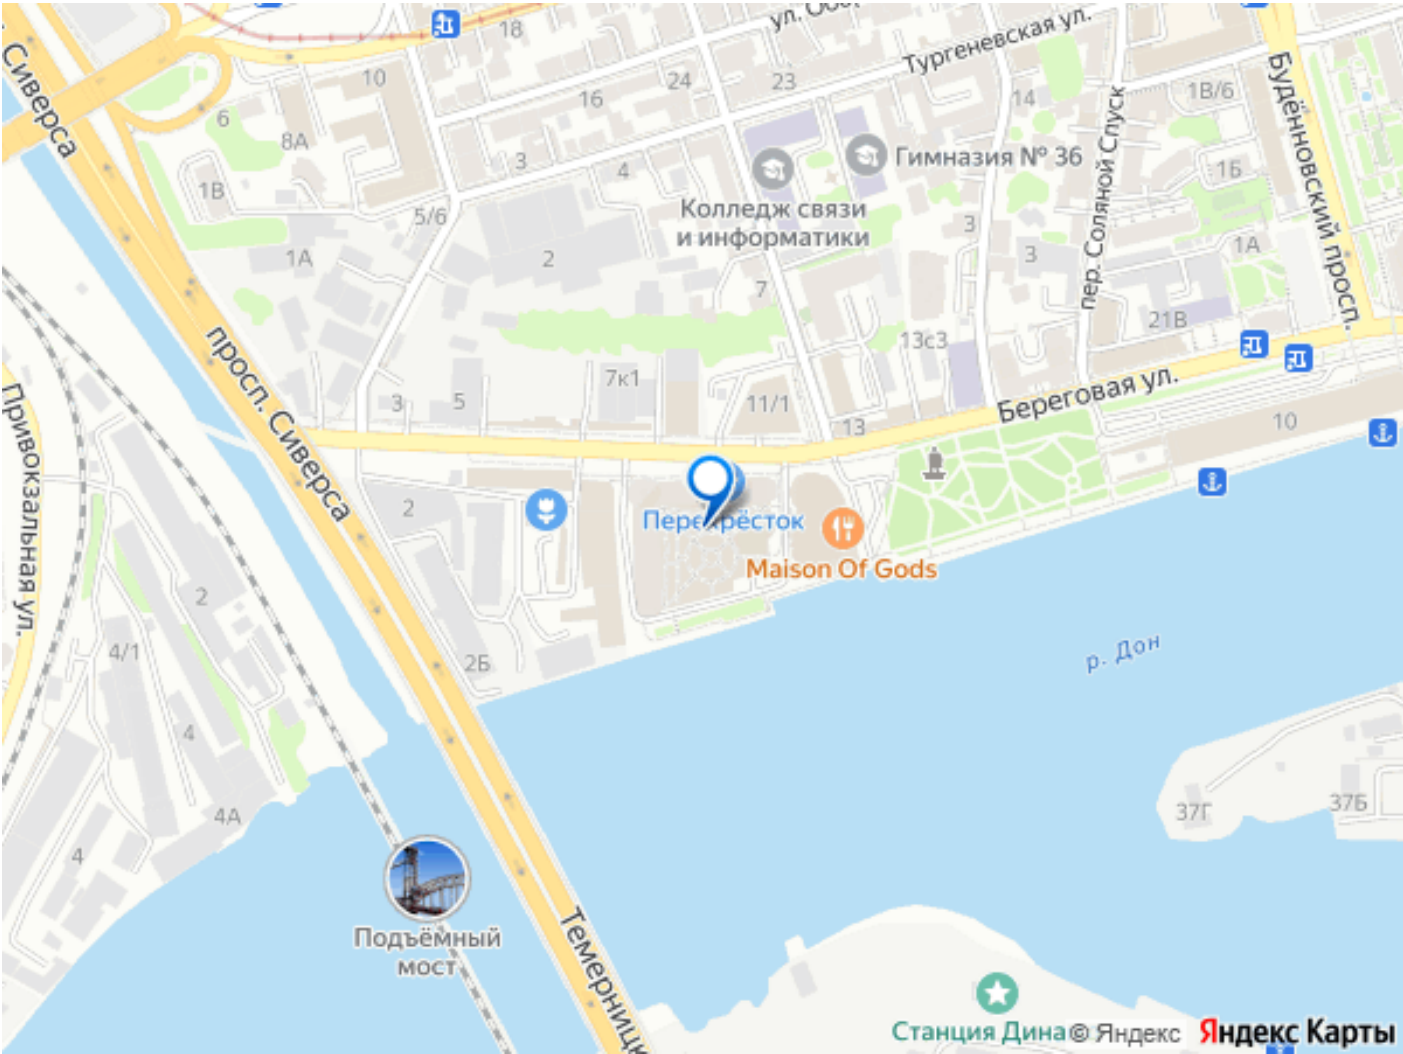 18
ул. Обор
Тургеневская ул.
Сиверса
10
24
23
16
14
1В/6
6
8А
3
4
Гимназия № 36
1Б
1В
5/6
Колледж связи
и информатики
пер. Соляной Спуск
Будённовский просп.
3
3
1А
1А
2
7
21В
13с3
просп. Сиверса
7к1
Береговая ул.
Привокзальная ул.
3
5
11/1
13
10
2
Перекрёсток
Maison Of Gods
2
4/1
2Б
р. Дон
4
37Г
37Б
4А
4
Подъёмный
мост
Темерницк
Станция Дина
© Яндекс
Яндекс Карты